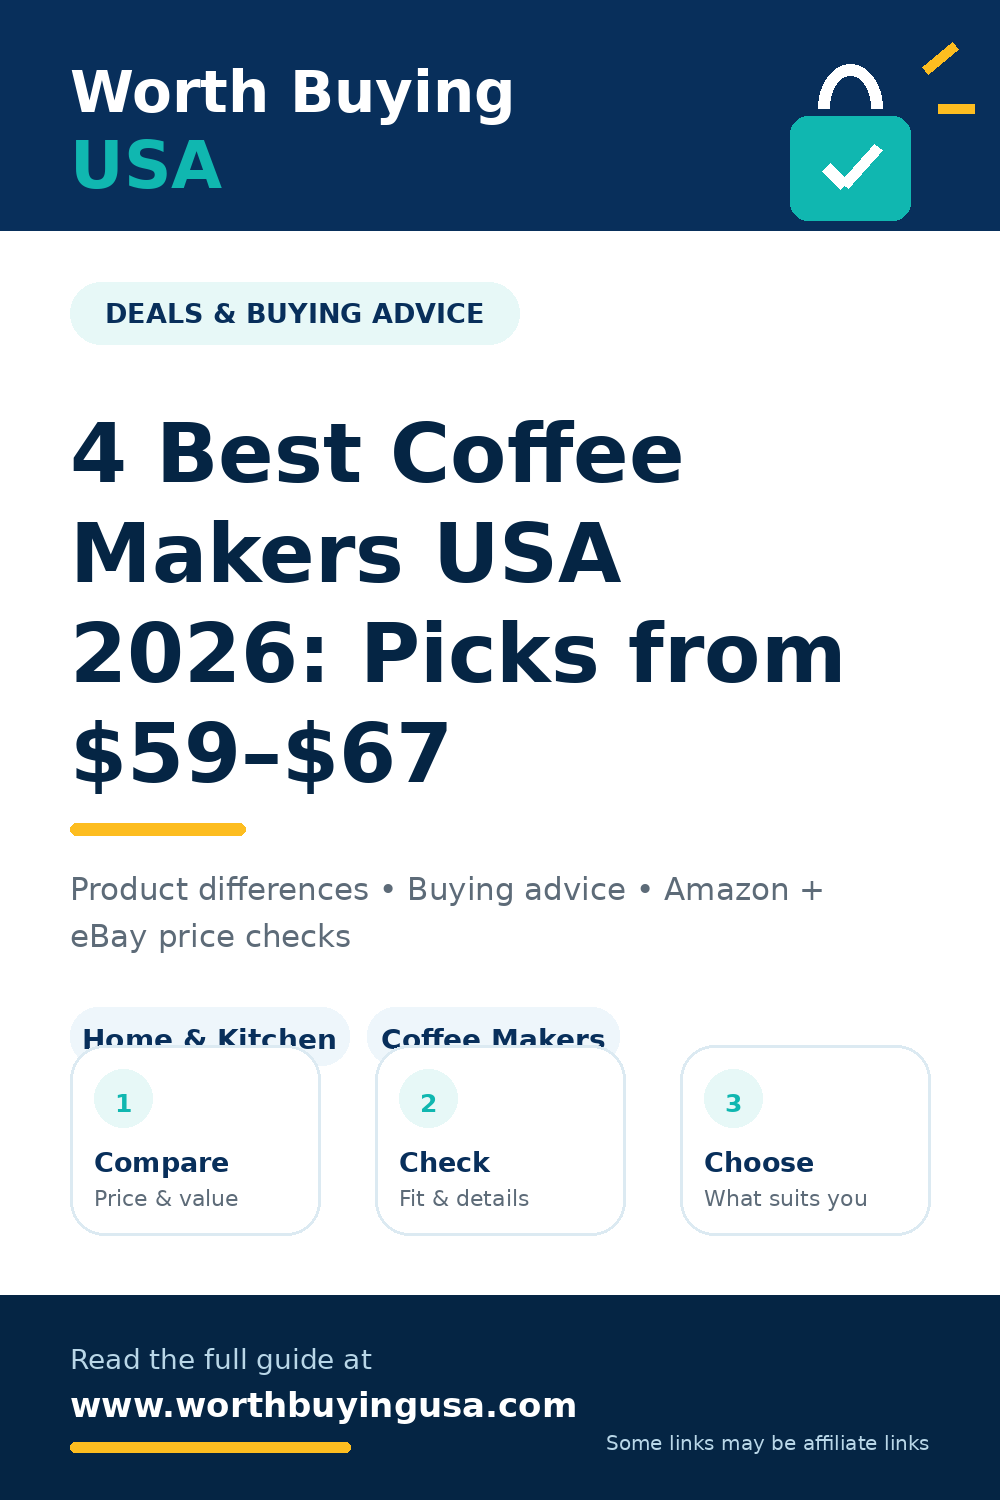 Worth Buying
USA
DEALS & BUYING ADVICE
4 Best Coffee
Makers USA
2026: Picks from
$59–$67
Product differences • Buying advice • Amazon +
eBay price checks
Home & Kitchen
Coffee Makers
1
Compare
Price & value
2
Check
Fit & details
3
Choose
What suits you
Read the full guide at
www.worthbuyingusa.com
Some links may be affiliate links